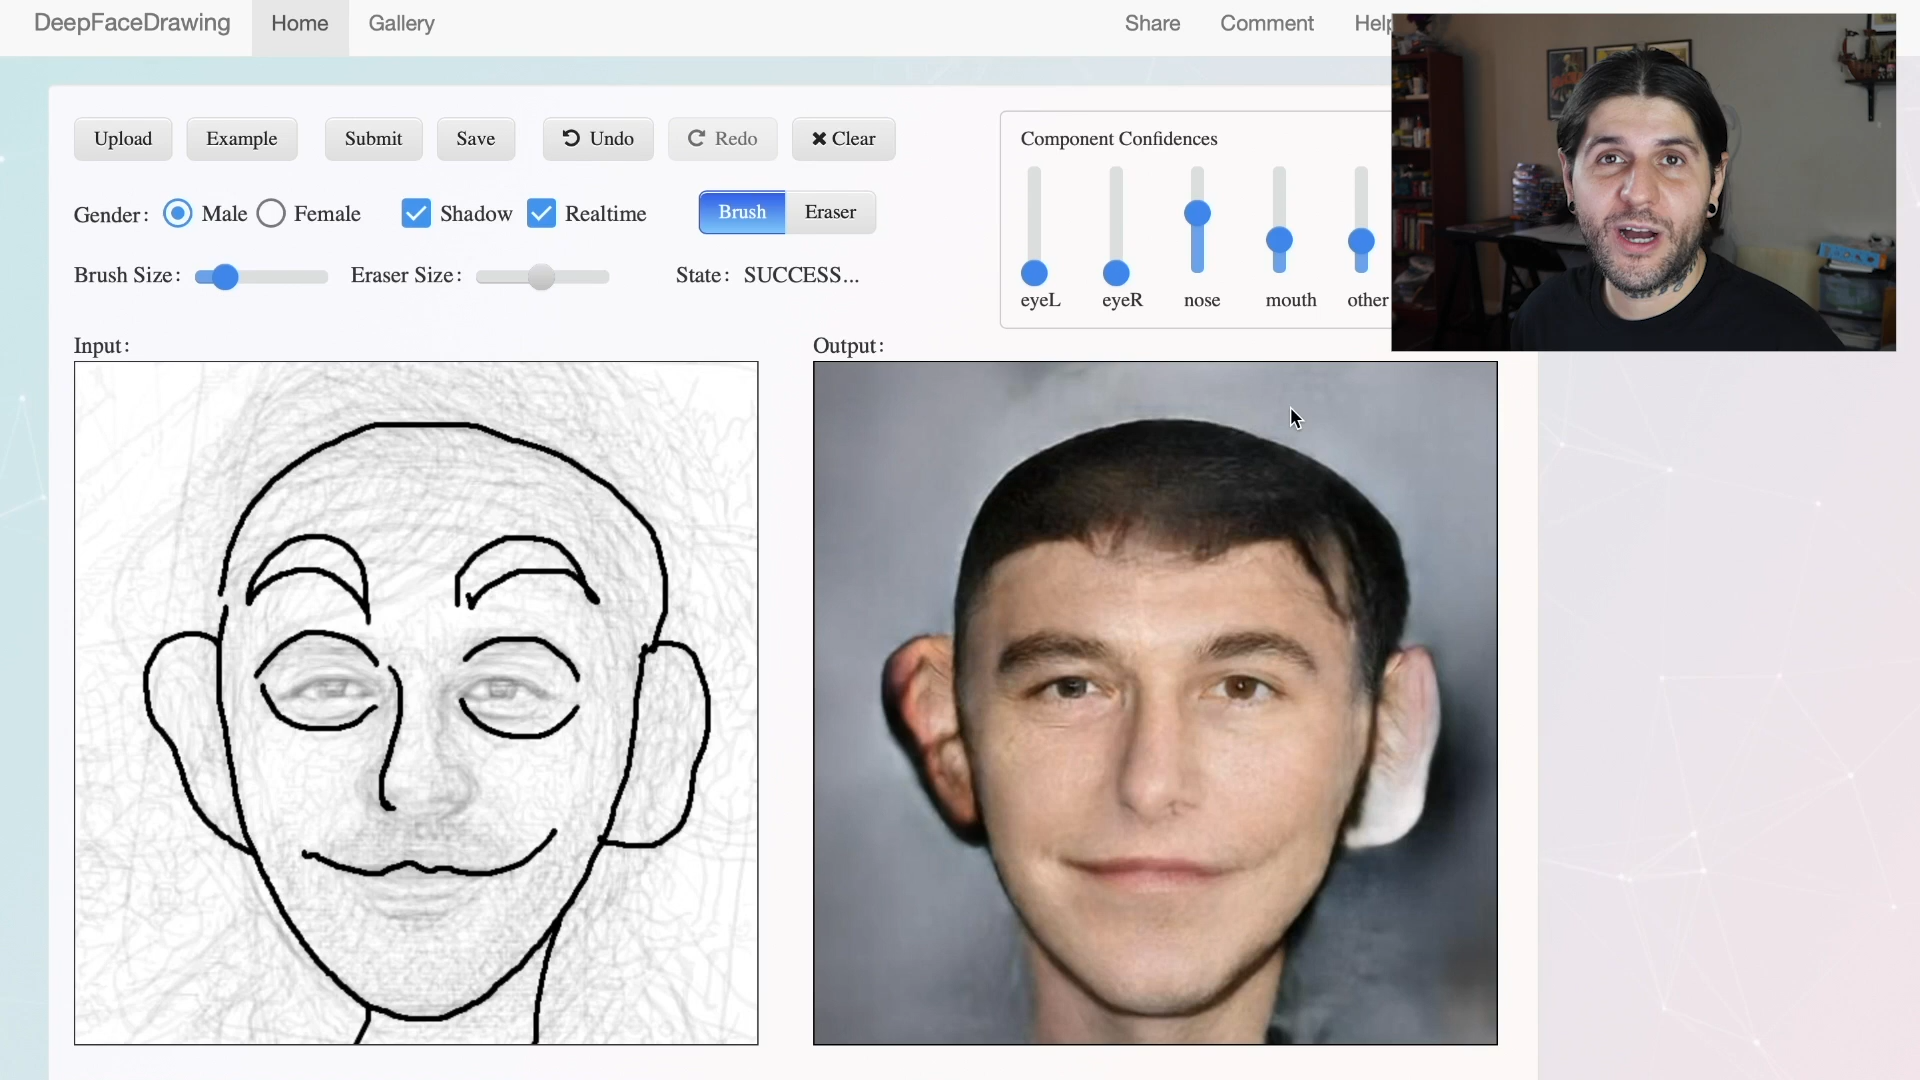 DeepFaceDrawing Home Gallery Share Comment Help
Upload Example Submit Save Undo Redo Clear
Component Confidences
Gender: Male Female Shadow Realtime Brush Eraser
Brush Size: Eraser Size: State: SUCCESS...
eyeL eyeR nose mouth other
Input: Output: